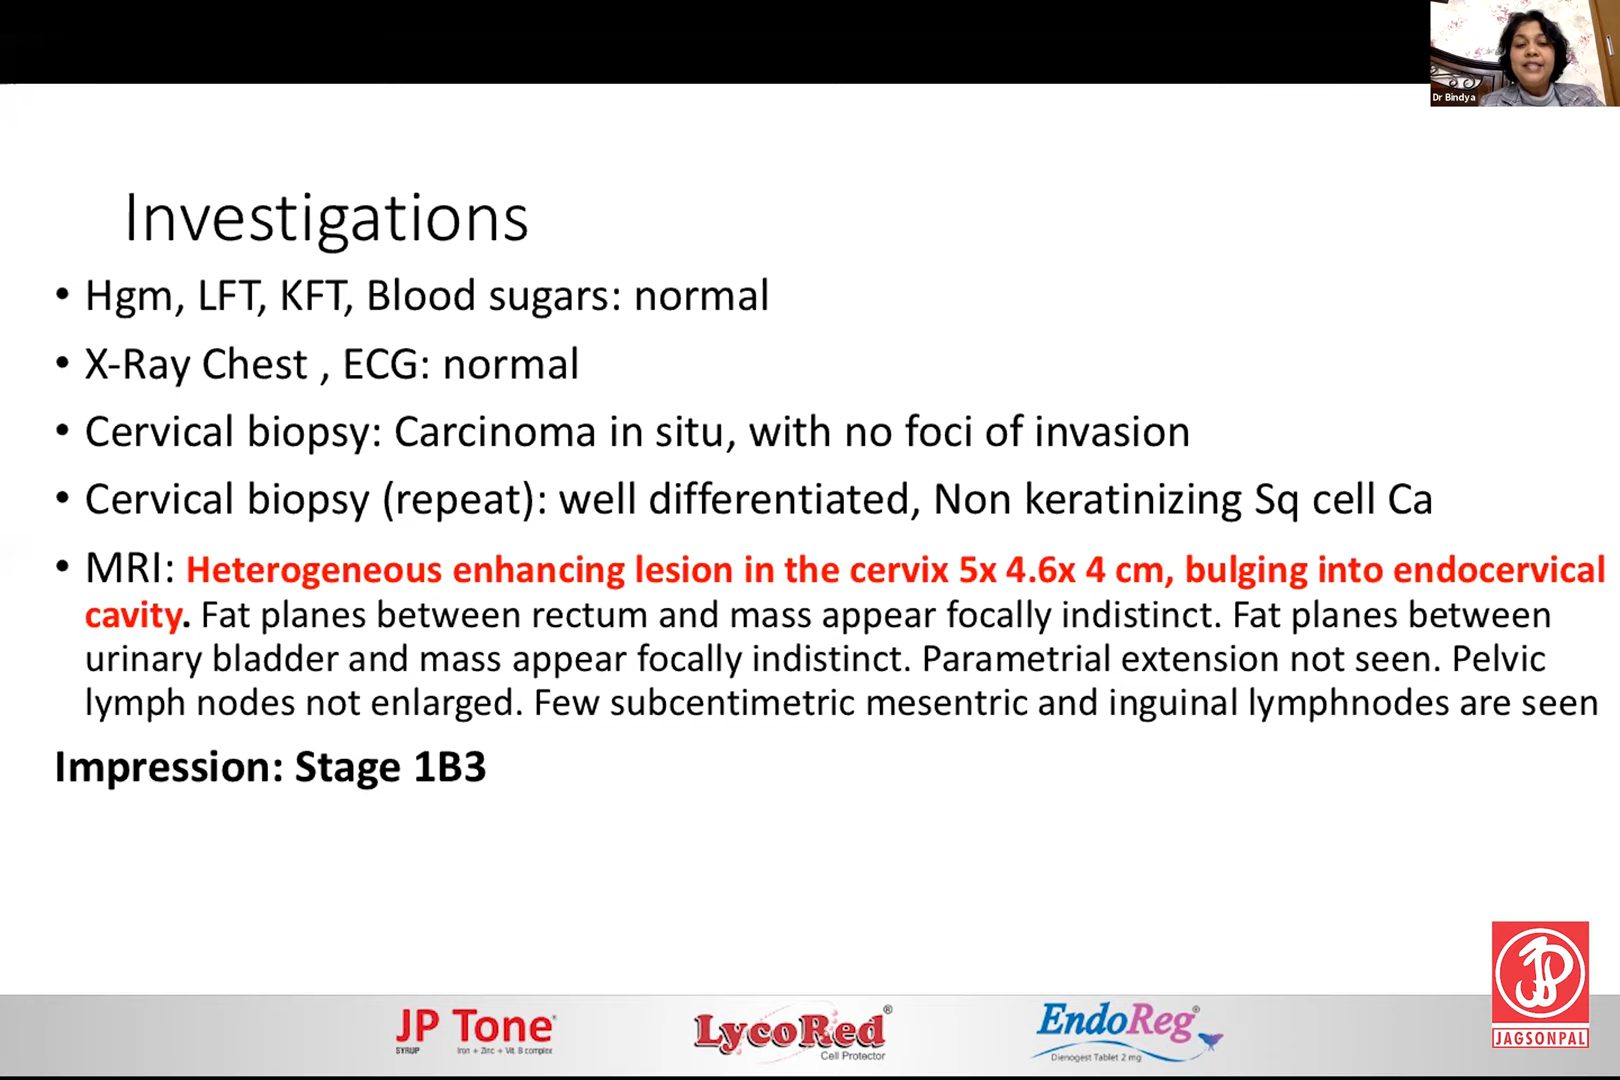 Dr Bindya
Investigations
• Hgm, LFT, KFT, Blood sugars: normal
• X-Ray Chest , ECG: normal
• Cervical biopsy: Carcinoma in situ, with no foci of invasion
• Cervical biopsy (repeat): well differentiated, Non keratinizing Sq cell Ca
• MRI: Heterogeneous enhancing lesion in the cervix 5x 4.6x 4 cm, bulging into endocervical
cavity. Fat planes between rectum and mass appear focally indistinct. Fat planes between
urinary bladder and mass appear focally indistinct. Parametrial extension not seen. Pelvic
lymph nodes not enlarged. Few subcentimetric mesentric and inguinal lymphnodes are seen
Impression: Stage 1B3
JP Tone
SYRUP Iron + Zinc + Vit. B complex
LycoRed®
Cell Protector
EndoReg®
Dienogest Tablet 2 mg
JAGSONPAL